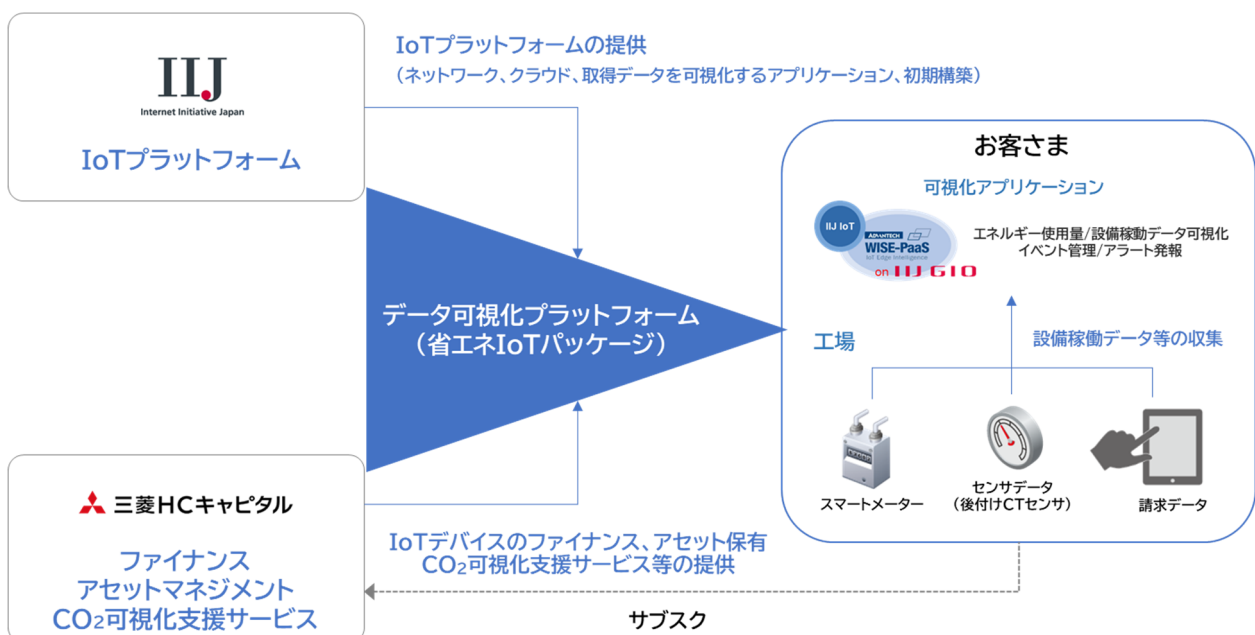 IIJ
Internet Initiative Japan
IoTプラットフォーム
IoTプラットフォームの提供
（ネットワーク、クラウド、取得データを可視化するアプリケーション、初期構築）
データ可視化プラットフォーム
（省エネIoTパッケージ）
三菱HCキャピタル
ファイナンス
アセットマネジメント
CO2可視化支援サービス
IoTデバイスのファイナンス、アセット保有
CO2可視化支援サービス等の提供
サブスク
お客さま
可視化アプリケーション
IIJ IoT
ADVANTECH
WISE-PaaS
IoT Edge Intelligence
on IIJ GIO
エネルギー使用量/設備稼働データ可視化
イベント管理/アラート発報
工場
設備稼働データ等の収集
スマートメーター
センサデータ
（後付けCTセンサ）
請求データ